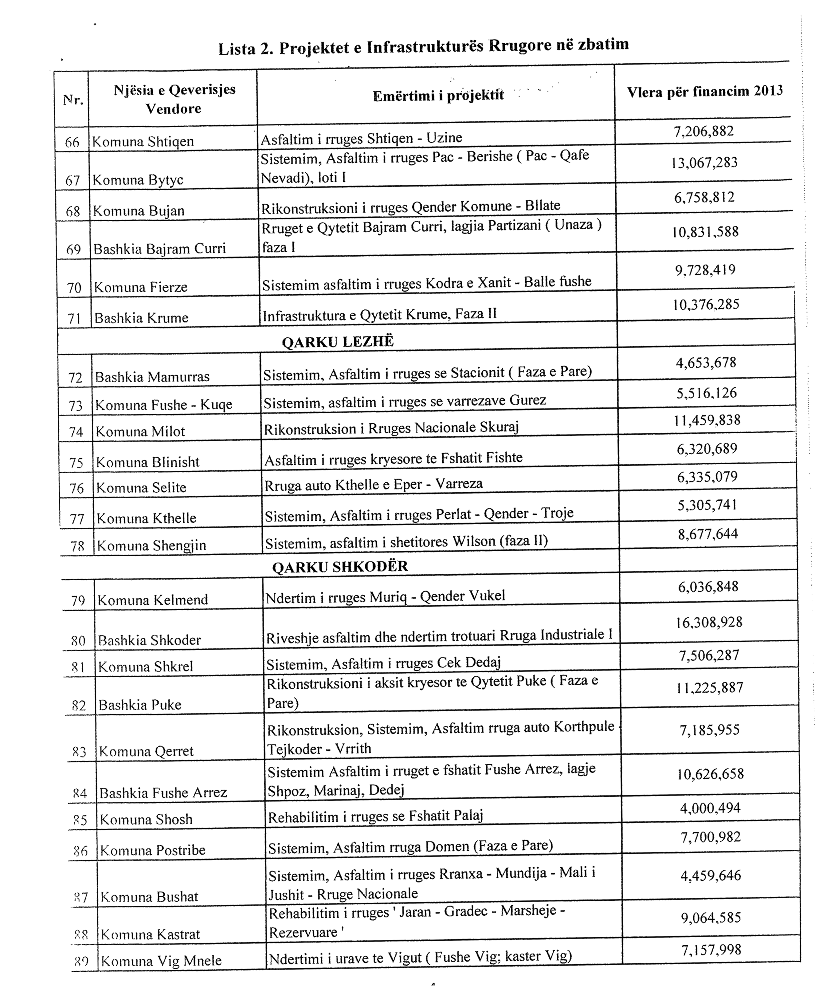 Lista 2. Projektet e Infrastrukturës Rrugore në zbatim
Nr. Njësia e Qeverisjes Vendore Emërtimi i projektit Vlera për financim 2013
66 Komuna Shtiqen Asfaltim i rruges Shtiqen - Uzine 7,206,882
67 Komuna Bytyc Sistemim, Asfaltim i rruges Pac - Berishe ( Pac - Qafe
Nevadi), loti I 13,067,283
68 Komuna Bujan Rikonstruksioni i rruges Qender Komune - Bllate 6,758,812
69 Bashkia Bajram Curri Rruget e Qytetit Bajram Curri, lagjia Partizani ( Unaza )
faza I 10,831,588
70 Komuna Fierze Sistemim asfaltim i rruges Kodra e Xanit - Balle fushe 9,728,419
71 Bashkia Krume Infrastruktura e Qytetit Krume, Faza II 10,376,285
QARKU LEZHË
72 Bashkia Mamurras Sistemim, Asfaltim i rruges se Stacionit ( Faza e Pare) 4,653,678
73 Komuna Fushe - Kuqe Sistemim, asfaltim i rruges se varrezave Gurez 5,516,126
74 Komuna Milot Rikonstruksion i Rruges Nacionale Skuraj 11,459,838
75 Komuna Blinisht Asfaltim i rruges kryesore te Fshatit Fishte 6,320,689
76 Komuna Selite Rruga auto Kthelle e Eper - Varreza 6,335,079
77 Komuna Kthelle Sistemim, Asfaltim i rruges Perlat - Qender - Troje 5,305,741
78 Komuna Shengjin Sistemim, asfaltim i shetitores Wilson (faza II) 8,677,644
QARKU SHKODËR
79 Komuna Kelmend Ndertim i rruges Muriq - Qender Vukel 6,036,848
80 Bashkia Shkoder Riveshje asfaltim dhe ndertim trotuari Rruga Industriale I 16,308,928
81 Komuna Shkrel Sistemim, Asfaltim i rruges Cek Dedaj 7,506,287
82 Bashkia Puke Rikonstruksioni i aksit kryesor te Qytetit Puke ( Faza e
Pare) 11,225,887
83 Komuna Qerret Rikonstruksion, Sistemim, Asfaltim rruga auto Korthpule -
Tejkoder - Vrrith 7,185,955
84 Bashkia Fushe Arrez Sistemim Asfaltim i rruget e fshatit Fushe Arrez, lagje
Shpoz, Marinaj, Dedej 10,626,658
85 Komuna Shosh Rehabilitim i rruges se Fshatit Palaj 4,000,494
86 Komuna Postribe Sistemim, Asfaltim rruga Domen (Faza e Pare) 7,700,982
87 Komuna Bushat Sistemim, Asfaltim i rruges Rranxa - Mundija - Mali i
Jushit - Rruge Nacionale 4,459,646
88 Komuna Kastrat Rehabilitim i rruges ' Jaran - Gradec - Marsheje -
Rezervuare ' 9,064,585
89 Komuna Vig Mnele Ndertimi i urave te Vigut ( Fushe Vig; kaster Vig) 7,157,998